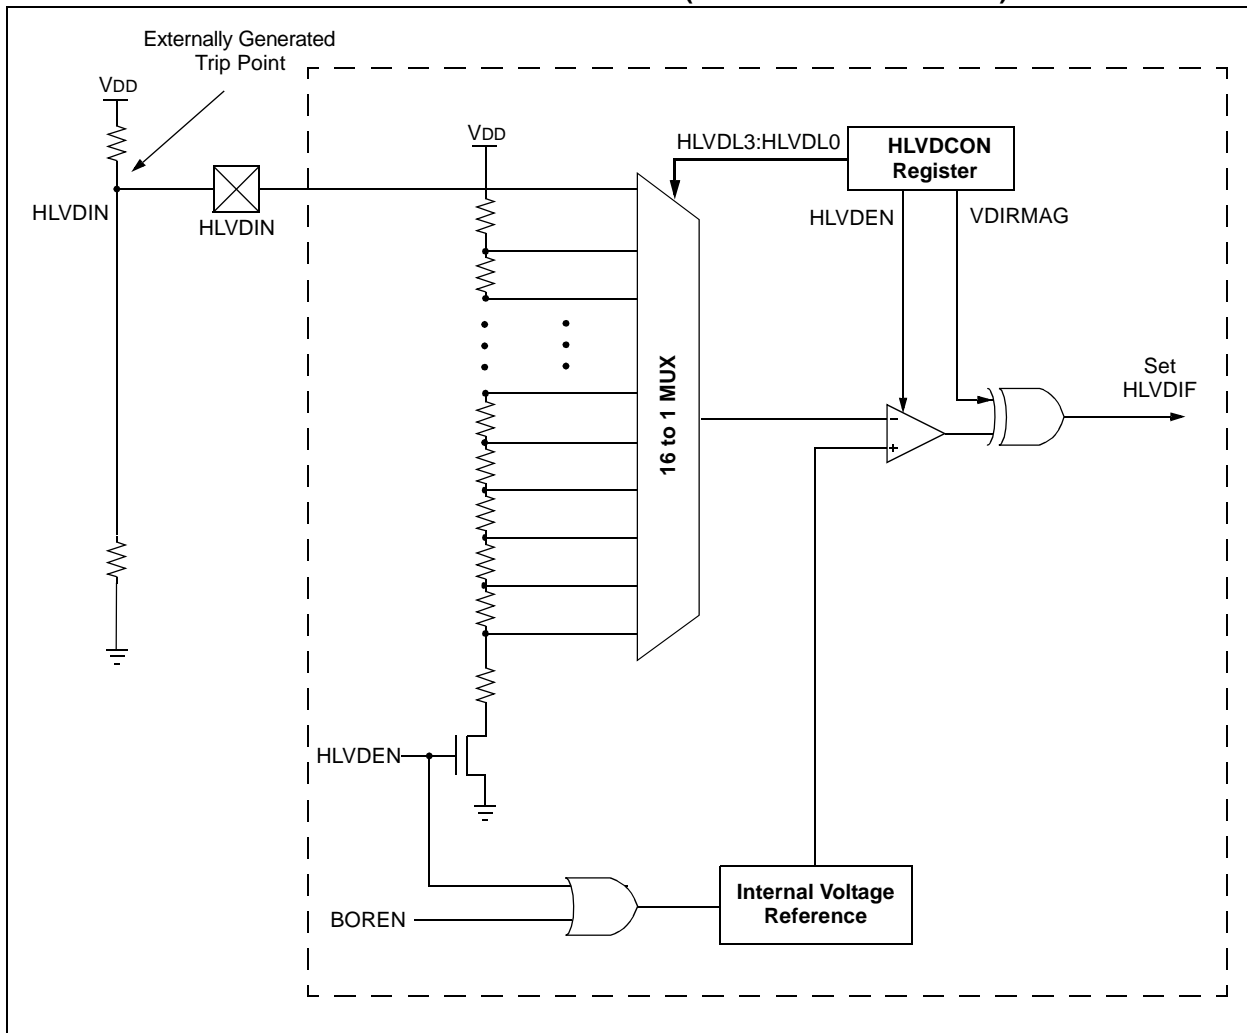 Externally Generated
Trip Point
VDD
VDD
HLVDL3:HLVDL0
HLVDCON
Register
HLVDIN
HLVDIN
HLVDEN
VDIRMAG
16 to 1 MUX
Set
HLVDIF
–
+
HLVDEN
BOREN
Internal Voltage
Reference